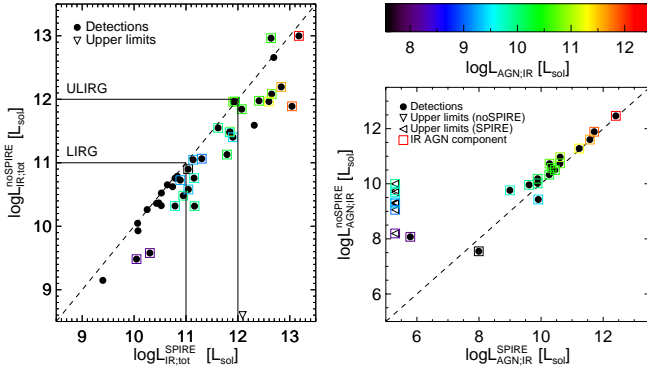 ● Detections
▽ Upper limits
ULIRG
LIRG
13
12
11
10
9
logL^noSPIRE_IR;tot [L_sol]
9 10 11 12 13
logL^SPIRE_IR;tot [L_sol]
8 9 10 11 12
logL_AGN;IR [L_sol]
● Detections
▽ Upper limits (noSPIRE)
◁ Upper limits (SPIRE)
□ IR AGN component
12
10
8
6
logL^noSPIRE_AGN;IR [L_sol]
6 8 10 12
logL^SPIRE_AGN;IR [L_sol]